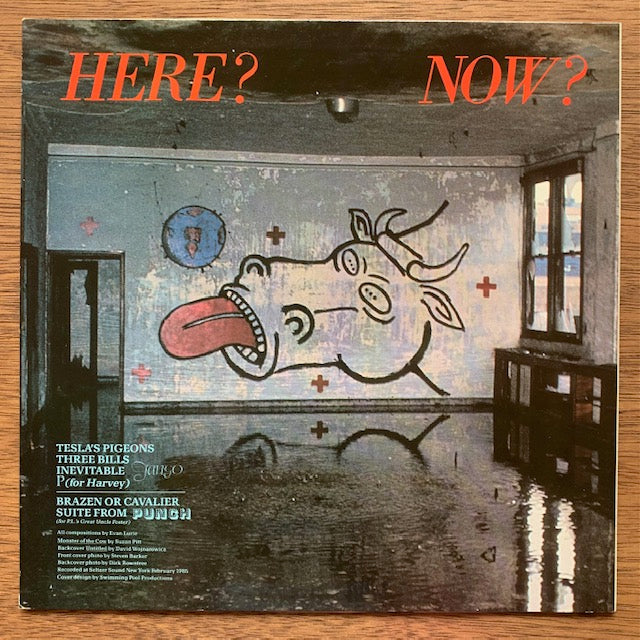 HERE? NOW?
TESLA'S PIGEONS
THREE BILLS
INEVITABLE Tango
P (for Harvey)
BRAZEN OR CAVALIER
SUITE FROM PUNCH
(for P.L.'s Great Uncle Foster)
All compositions by Evan Lurie
Monster of the Cow by Suzan Pitt
Backcover Untitled by David Wojnarowicz
Front cover photo by Steven Barker
Backcover photo by Dirk Rowntree
Recorded at Seltzer Sound New York February 1985
Cover design by Swimming Pool Productions